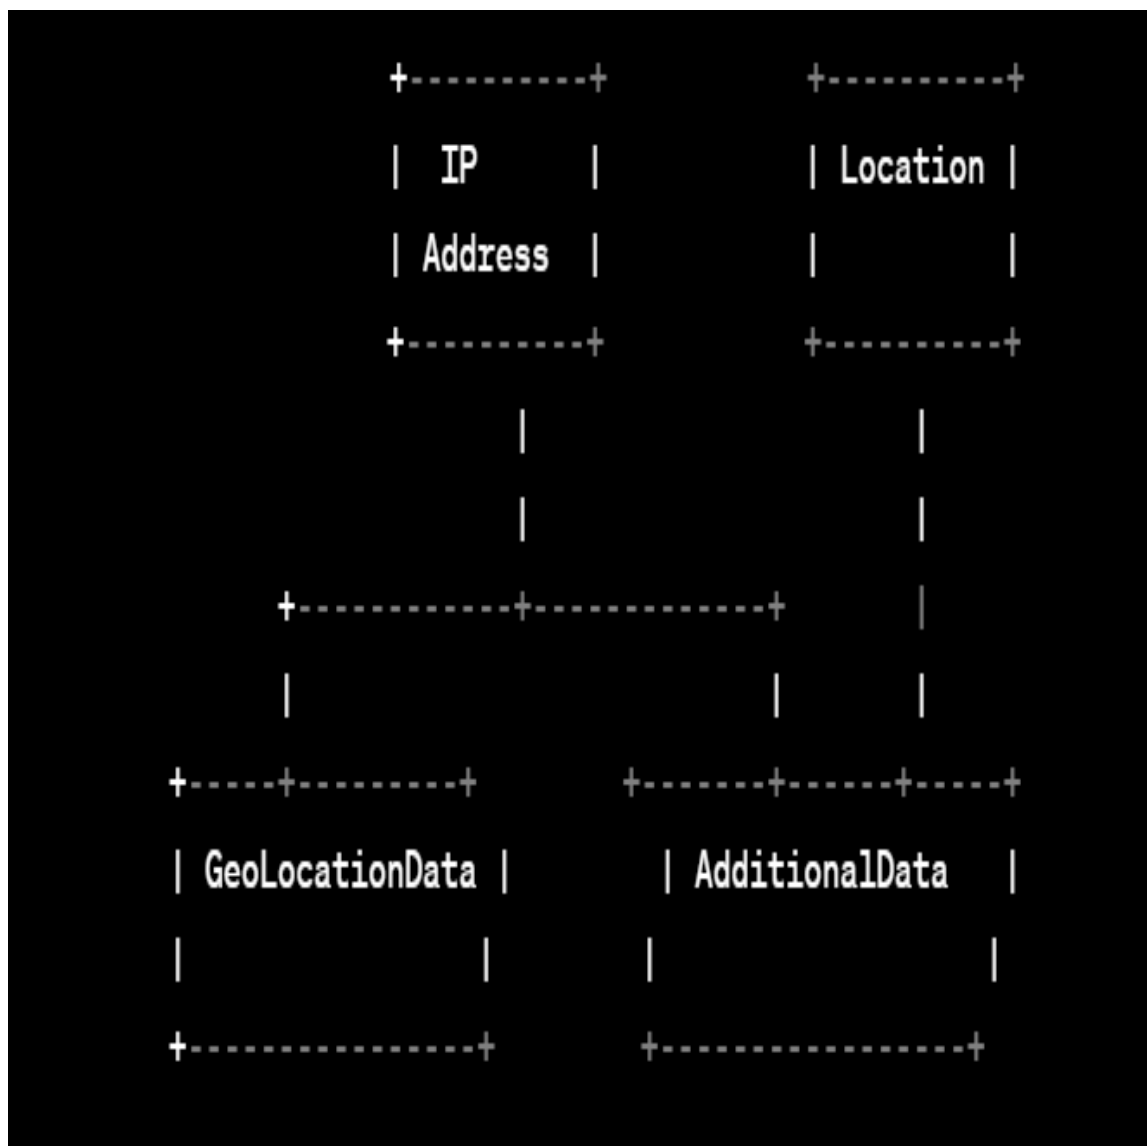 +----------+ +----------+
| IP | | Location |
| Address | | |
+----------+ +----------+
| |
| |
+------------+-------------+ |
| | |
+-----+---------+ +-------+------+-----+
| GeoLocationData | | AdditionalData |
| | | |
+----------------+ +-----------------+